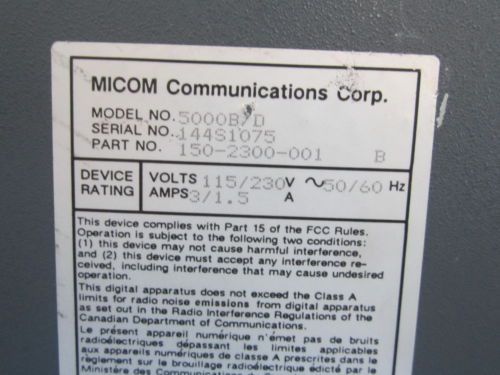 MICOM Communications Corp.
MODEL NO. 5000B/D
SERIAL NO. 144S1075
PART NO. 150-2300-001 B
DEVICE RATING VOLTS 115/230V ~50/60 Hz
AMPS 3/1.5 A
This device complies with Part 15 of the FCC Rules.
Operation is subject to the following two conditions:
(1) this device may not cause harmful interference,
and (2) this device must accept any interference re-
ceived, including interference that may cause undesired
operation.
This digital apparatus does not exceed the Class A
limits for radio noise emissions from digital apparatus
as set out in the Radio Interference Regulations of the
Canadian Department of Communications.
Le présent appareil numérique n'émet pas de bruits
radioélectriques dépassant les limites applicables
aux appareils numériques de classe A prescrites dans le
règlement sur le brouillage radioélectrique édicté par le
Ministère des Communications du